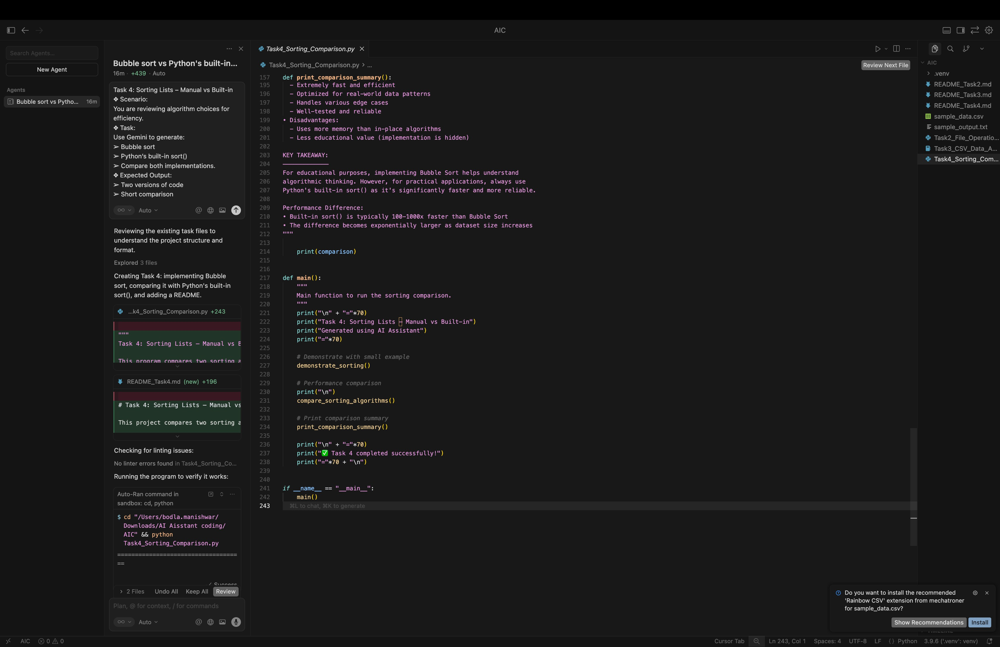 AIC
Search Agents...
New Agent
Agents
Bubble sort vs Pytho... 16m
Bubble sort vs Python's built-in...
16m · +439 · Auto
Task 4: Sorting Lists – Manual vs Built-in
❖ Scenario:
You are reviewing algorithm choices for
efficiency.
❖ Task:
Use Gemini to generate:
➢ Bubble sort
➢ Python’s built-in sort()
➢ Compare both implementations.
❖ Expected Output:
➢ Two versions of code
➢ Short comparison
Auto
Reviewing the existing task files to
understand the project structure and
format.
Explored 3 files
Creating Task 4: implementing Bubble
sort, comparing it with Python's built-in
sort(), and adding a README.
...k4_Sorting_Comparison.py +243
"""
Task 4: Sorting Lists – Manual vs B
This program compares two sorting a
README_Task4.md (new) +196
# Task 4: Sorting Lists – Manual vs
This project compares two sorting a
Checking for linting issues:
No linter errors found in Task4_Sorting_Co...
Running the program to verify it works:
Auto-Ran command in
sandbox: cd, python
$ cd "/Users/bodla.manishwar/
Downloads/AI Aisstant coding/
AIC" && python
Task4_Sorting_Comparison.py
==================================
==
✓ Success
2 Files Undo All Keep All Review
Plan, @ for context, / for commands
Auto
Task4_Sorting_Comparison.py
Task4_Sorting_Comparison.py > ...
Review Next File
157 def print_comparison_summary():
195 – Extremely fast and efficient
196 – Optimized for real-world data patterns
197 – Handles various edge cases
198 – Well-tested and reliable
199 • Disadvantages:
200 – Uses more memory than in-place algorithms
201 – Less educational value (implementation is hidden)
202
203 KEY TAKEAWAY:
204 ─────────────
205 For educational purposes, implementing Bubble Sort helps understand
206 algorithmic thinking. However, for practical applications, always use
207 Python's built-in sort() as it's significantly faster and more reliable.
208
209 Performance Difference:
210 • Built-in sort() is typically 100-1000x faster than Bubble Sort
211 • The difference becomes exponentially larger as dataset size increases
212 """
213
214 print(comparison)
215
216
217 def main():
218 """
219 Main function to run the sorting comparison.
220 """
221 print("\n" + "="*70)
222 print("Task 4: Sorting Lists – Manual vs Built-in")
223 print("Generated using AI Assistant")
224 print("="*70)
225
226 # Demonstrate with small example
227 demonstrate_sorting()
228
229 # Performance comparison
230 print("\n")
231 compare_sorting_algorithms()
232
233 # Print comparison summary
234 print_comparison_summary()
235
236 print("\n" + "="*70)
237 print("✅ Task 4 completed successfully!")
238 print("="*70 + "\n")
239
240
241 if __name__ == "__main__":
242 main()
243 ⌘L to chat, ⌘K to generate
AIC
.venv
README_Task2.md
README_Task3.md
README_Task4.md
sample_data.csv
sample_output.txt
Task2_File_Operatio...
Task3_CSV_Data_A...
Task4_Sorting_Com...
Do you want to install the recommended
'Rainbow CSV' extension from mechatroner
for sample_data.csv?
Show Recommendations Install
TIMELINE
AIC 0 0
Cursor Tab Ln 243, Col 1 Spaces: 4 UTF-8 LF {} Python 3.9.6 ('.venv': venv)